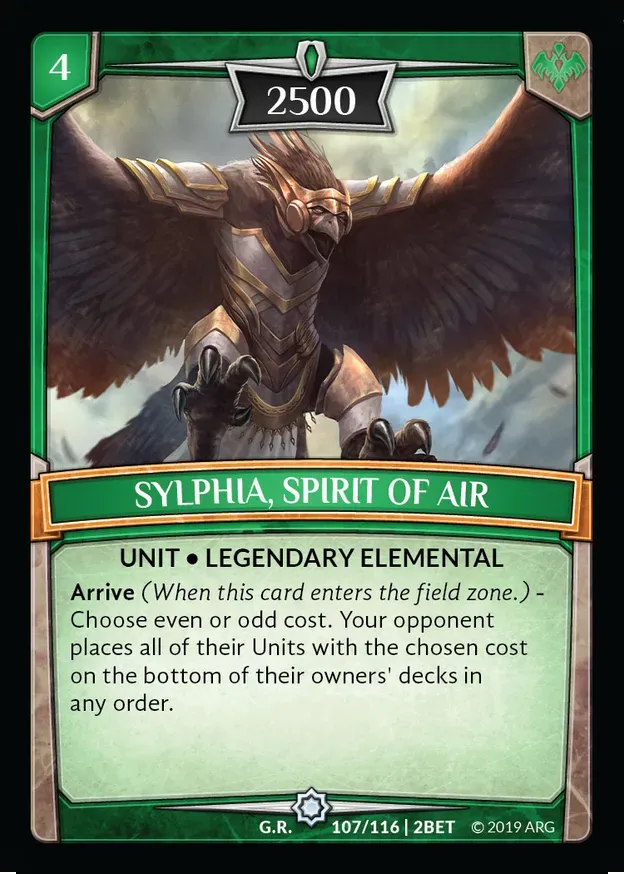 4
2500
SYLPHIA, SPIRIT OF AIR
UNIT • LEGENDARY ELEMENTAL
Arrive (When this card enters the field zone.) -
Choose even or odd cost. Your opponent
places all of their Units with the chosen cost
on the bottom of their owners' decks in
any order.
G.R. 107/116 | 2BET © 2019 ARG